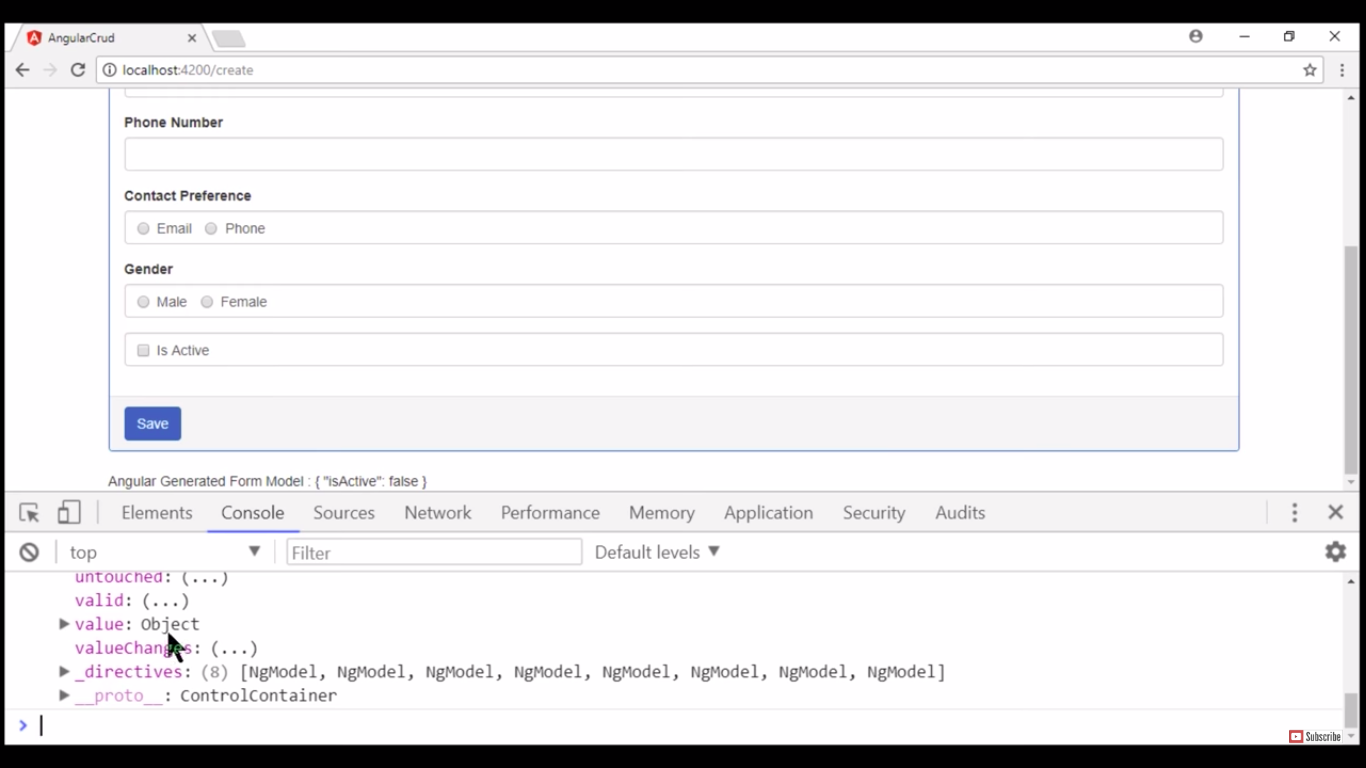 AngularCrud
localhost:4200/create
Phone Number
Contact Preference
Email Phone
Gender
Male Female
Is Active
Save
Angular Generated Form Model : { "isActive": false }
Elements Console Sources Network Performance Memory Application Security Audits
top Filter Default levels
untouched: (...)
valid: (...)
value: Object
valueChanges: (...)
_directives: (8) [NgModel, NgModel, NgModel, NgModel, NgModel, NgModel, NgModel, NgModel]
__proto__: ControlContainer
Subscribe